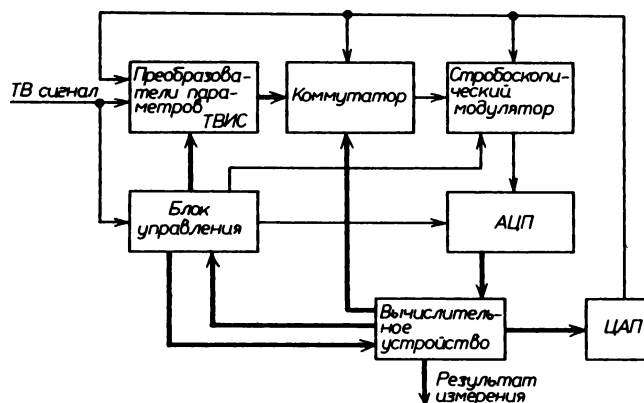 ТВ сигнал
Преобразова-
тели пара-
метров
ТВИС
Коммутатор
Стробоскопи-
ческий
модулятор
Блок
управления
АЦП
Вычислитель-
ное
устройство
ЦАП
Результат
измерения